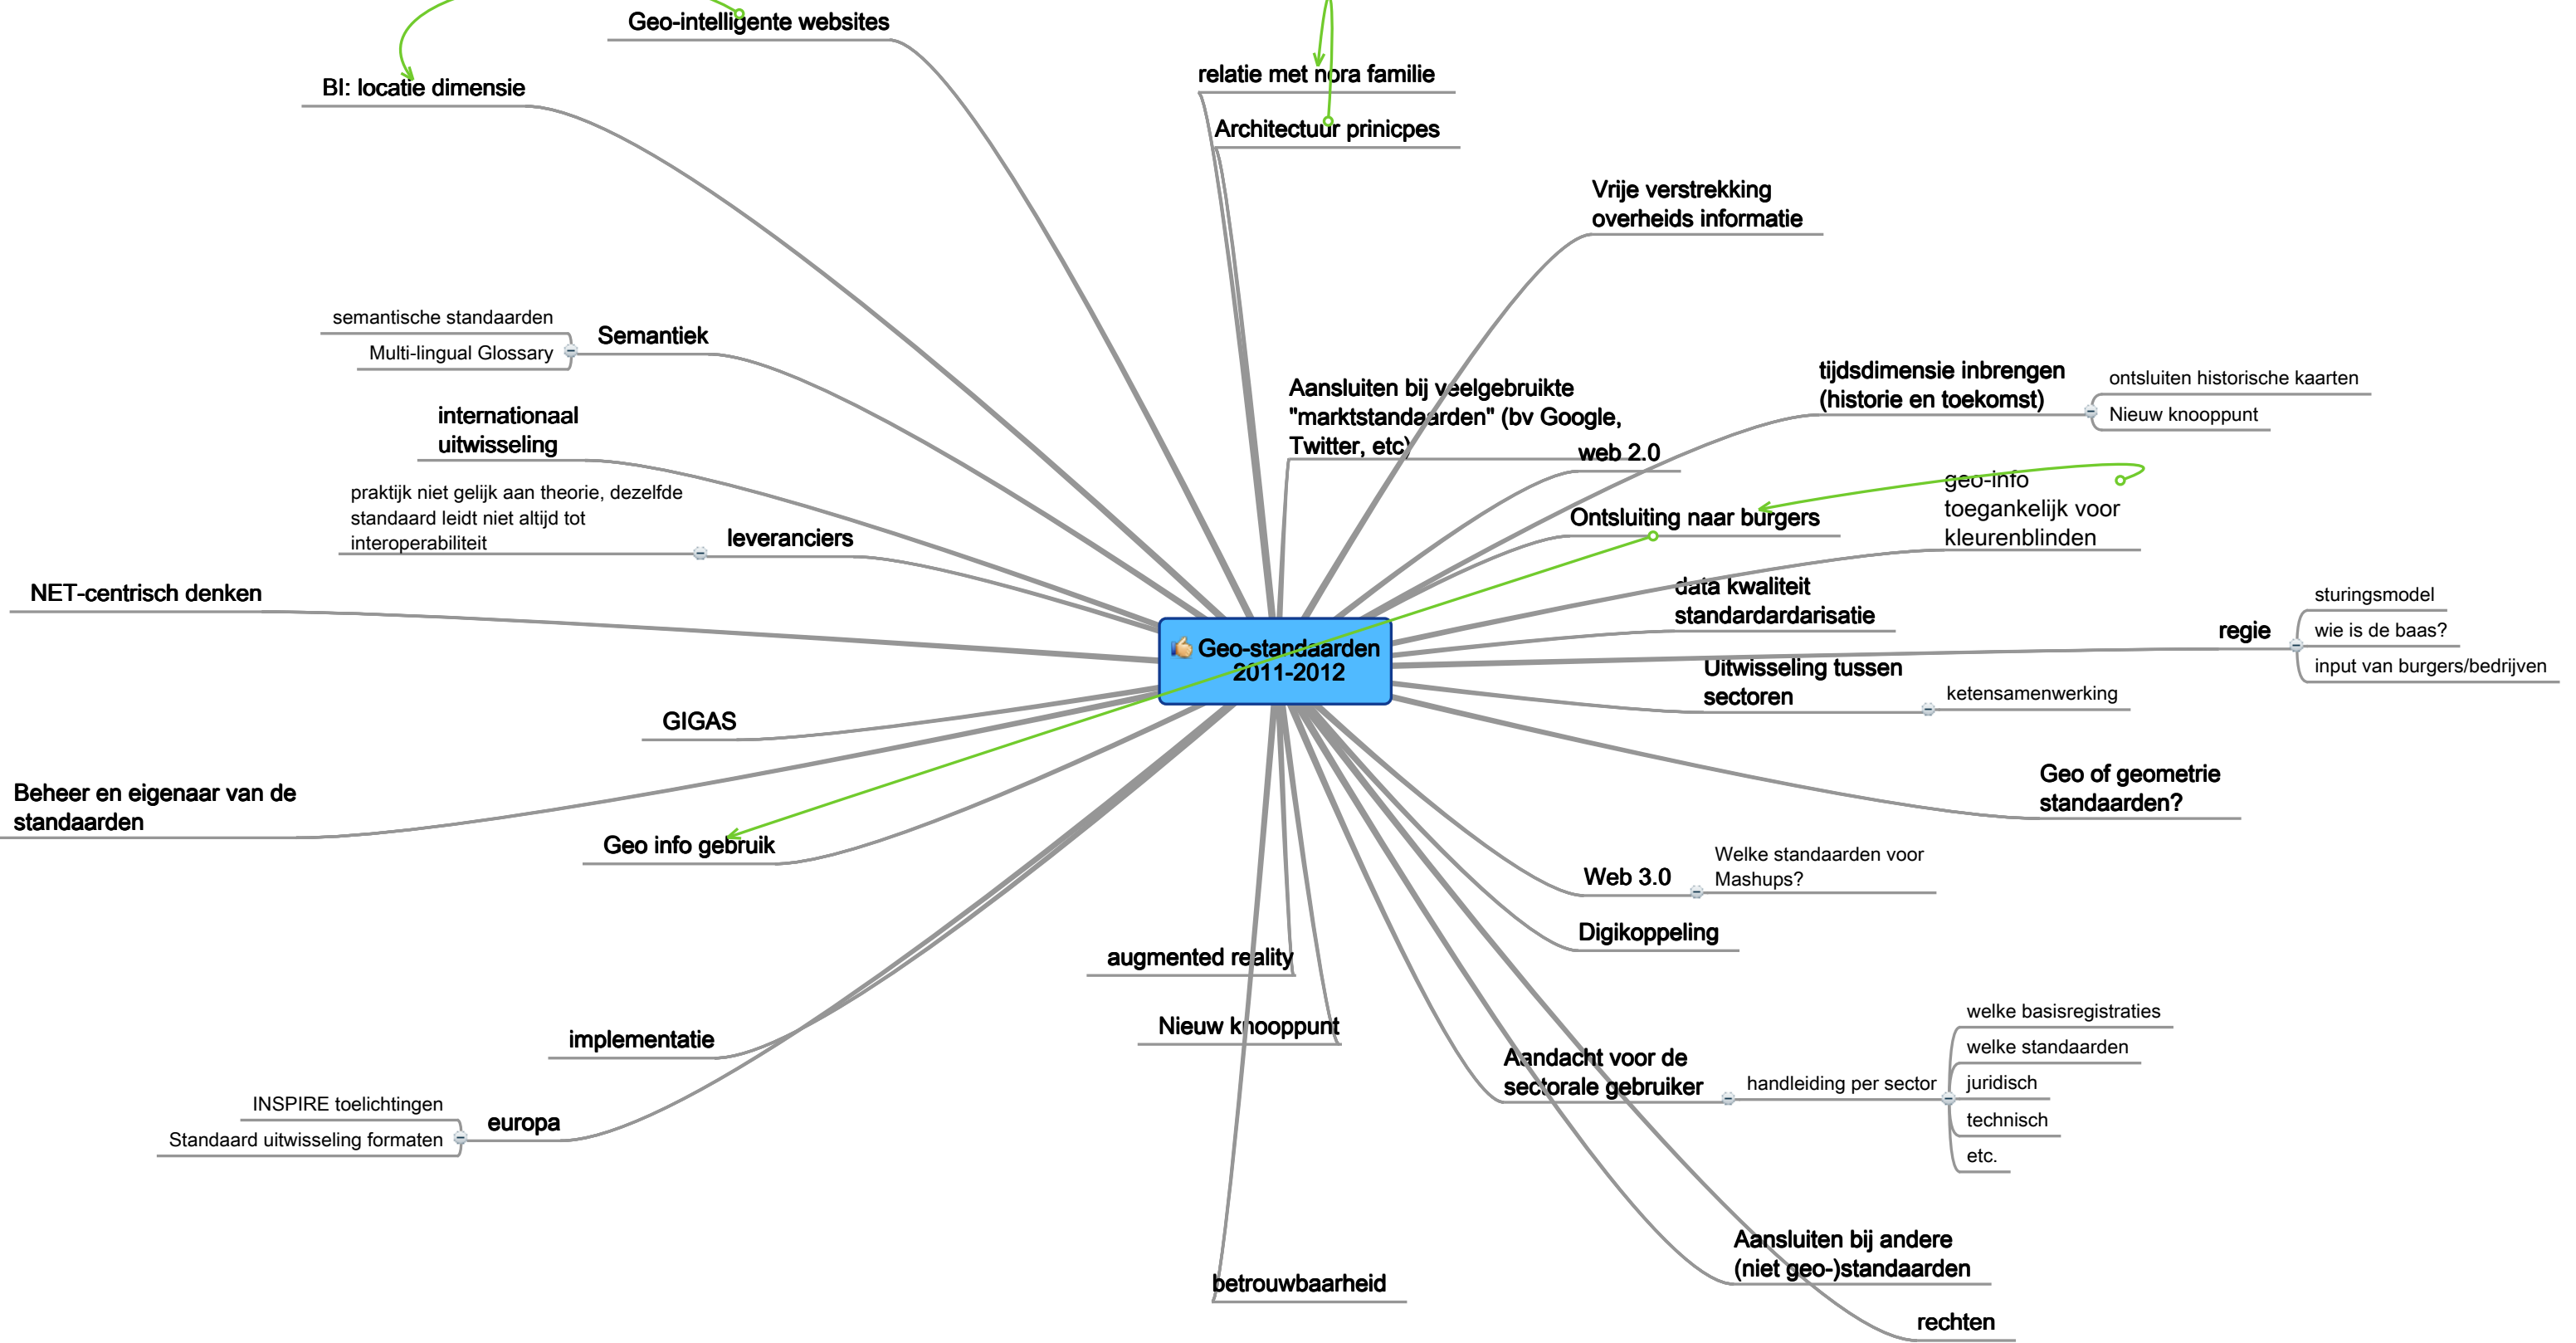 Geo-intelligente websites
BI: locatie dimensie
relatie met nora familie
Architectuur prinicpes
Vrije verstrekking
overheids informatie
semantische standaarden
Multi-lingual Glossary
Semantiek
internationaal
uitwisseling
praktijk niet gelijk aan theorie, dezelfde
standaard leidt niet altijd tot
interoperabiliteit
leveranciers
NET-centrisch denken
Aansluiten bij veelgebruikte
"marktstandaarden" (bv Google,
Twitter, etc)
web 2.0
tijdsdimensie inbrengen
(historie en toekomst)
ontsluiten historische kaarten
Nieuw knooppunt
Ontsluiting naar burgers
geo-info
toegankelijk voor
kleurenblinden
data kwaliteit
standardardarisatie
regie
sturingsmodel
wie is de baas?
input van burgers/bedrijven
Geo-standaarden
2011-2012
Uitwisseling tussen
sectoren
ketensamenwerking
GIGAS
Beheer en eigenaar van de
standaarden
Geo info gebruik
Geo of geometrie
standaarden?
Web 3.0
Welke standaarden voor
Mashups?
Digikoppeling
augmented reality
Nieuw knooppunt
implementatie
INSPIRE toelichtingen
Standaard uitwisseling formaten
europa
Aandacht voor de
sectorale gebruiker
handleiding per sector
welke basisregistraties
welke standaarden
juridisch
technisch
etc.
Aansluiten bij andere
(niet geo-)standaarden
betrouwbaarheid
rechten